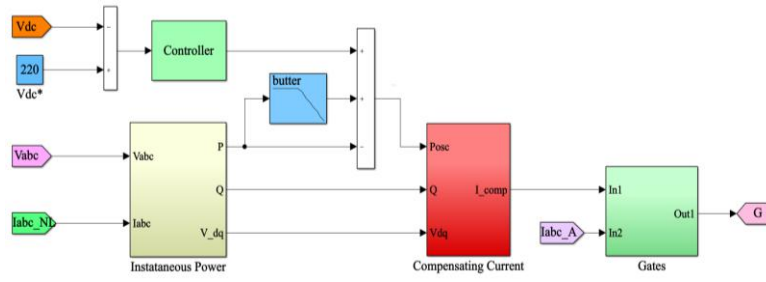 Vdc
220
Vdc*
Controller
butter
Vabc
Iabc_NL
Vabc
Iabc
P
Q
V_dq
Instataneous Power
Posc
Q
Vdq
I_comp
Compensating Current
Iabc_A
In1
In2
Out1
Gates
G